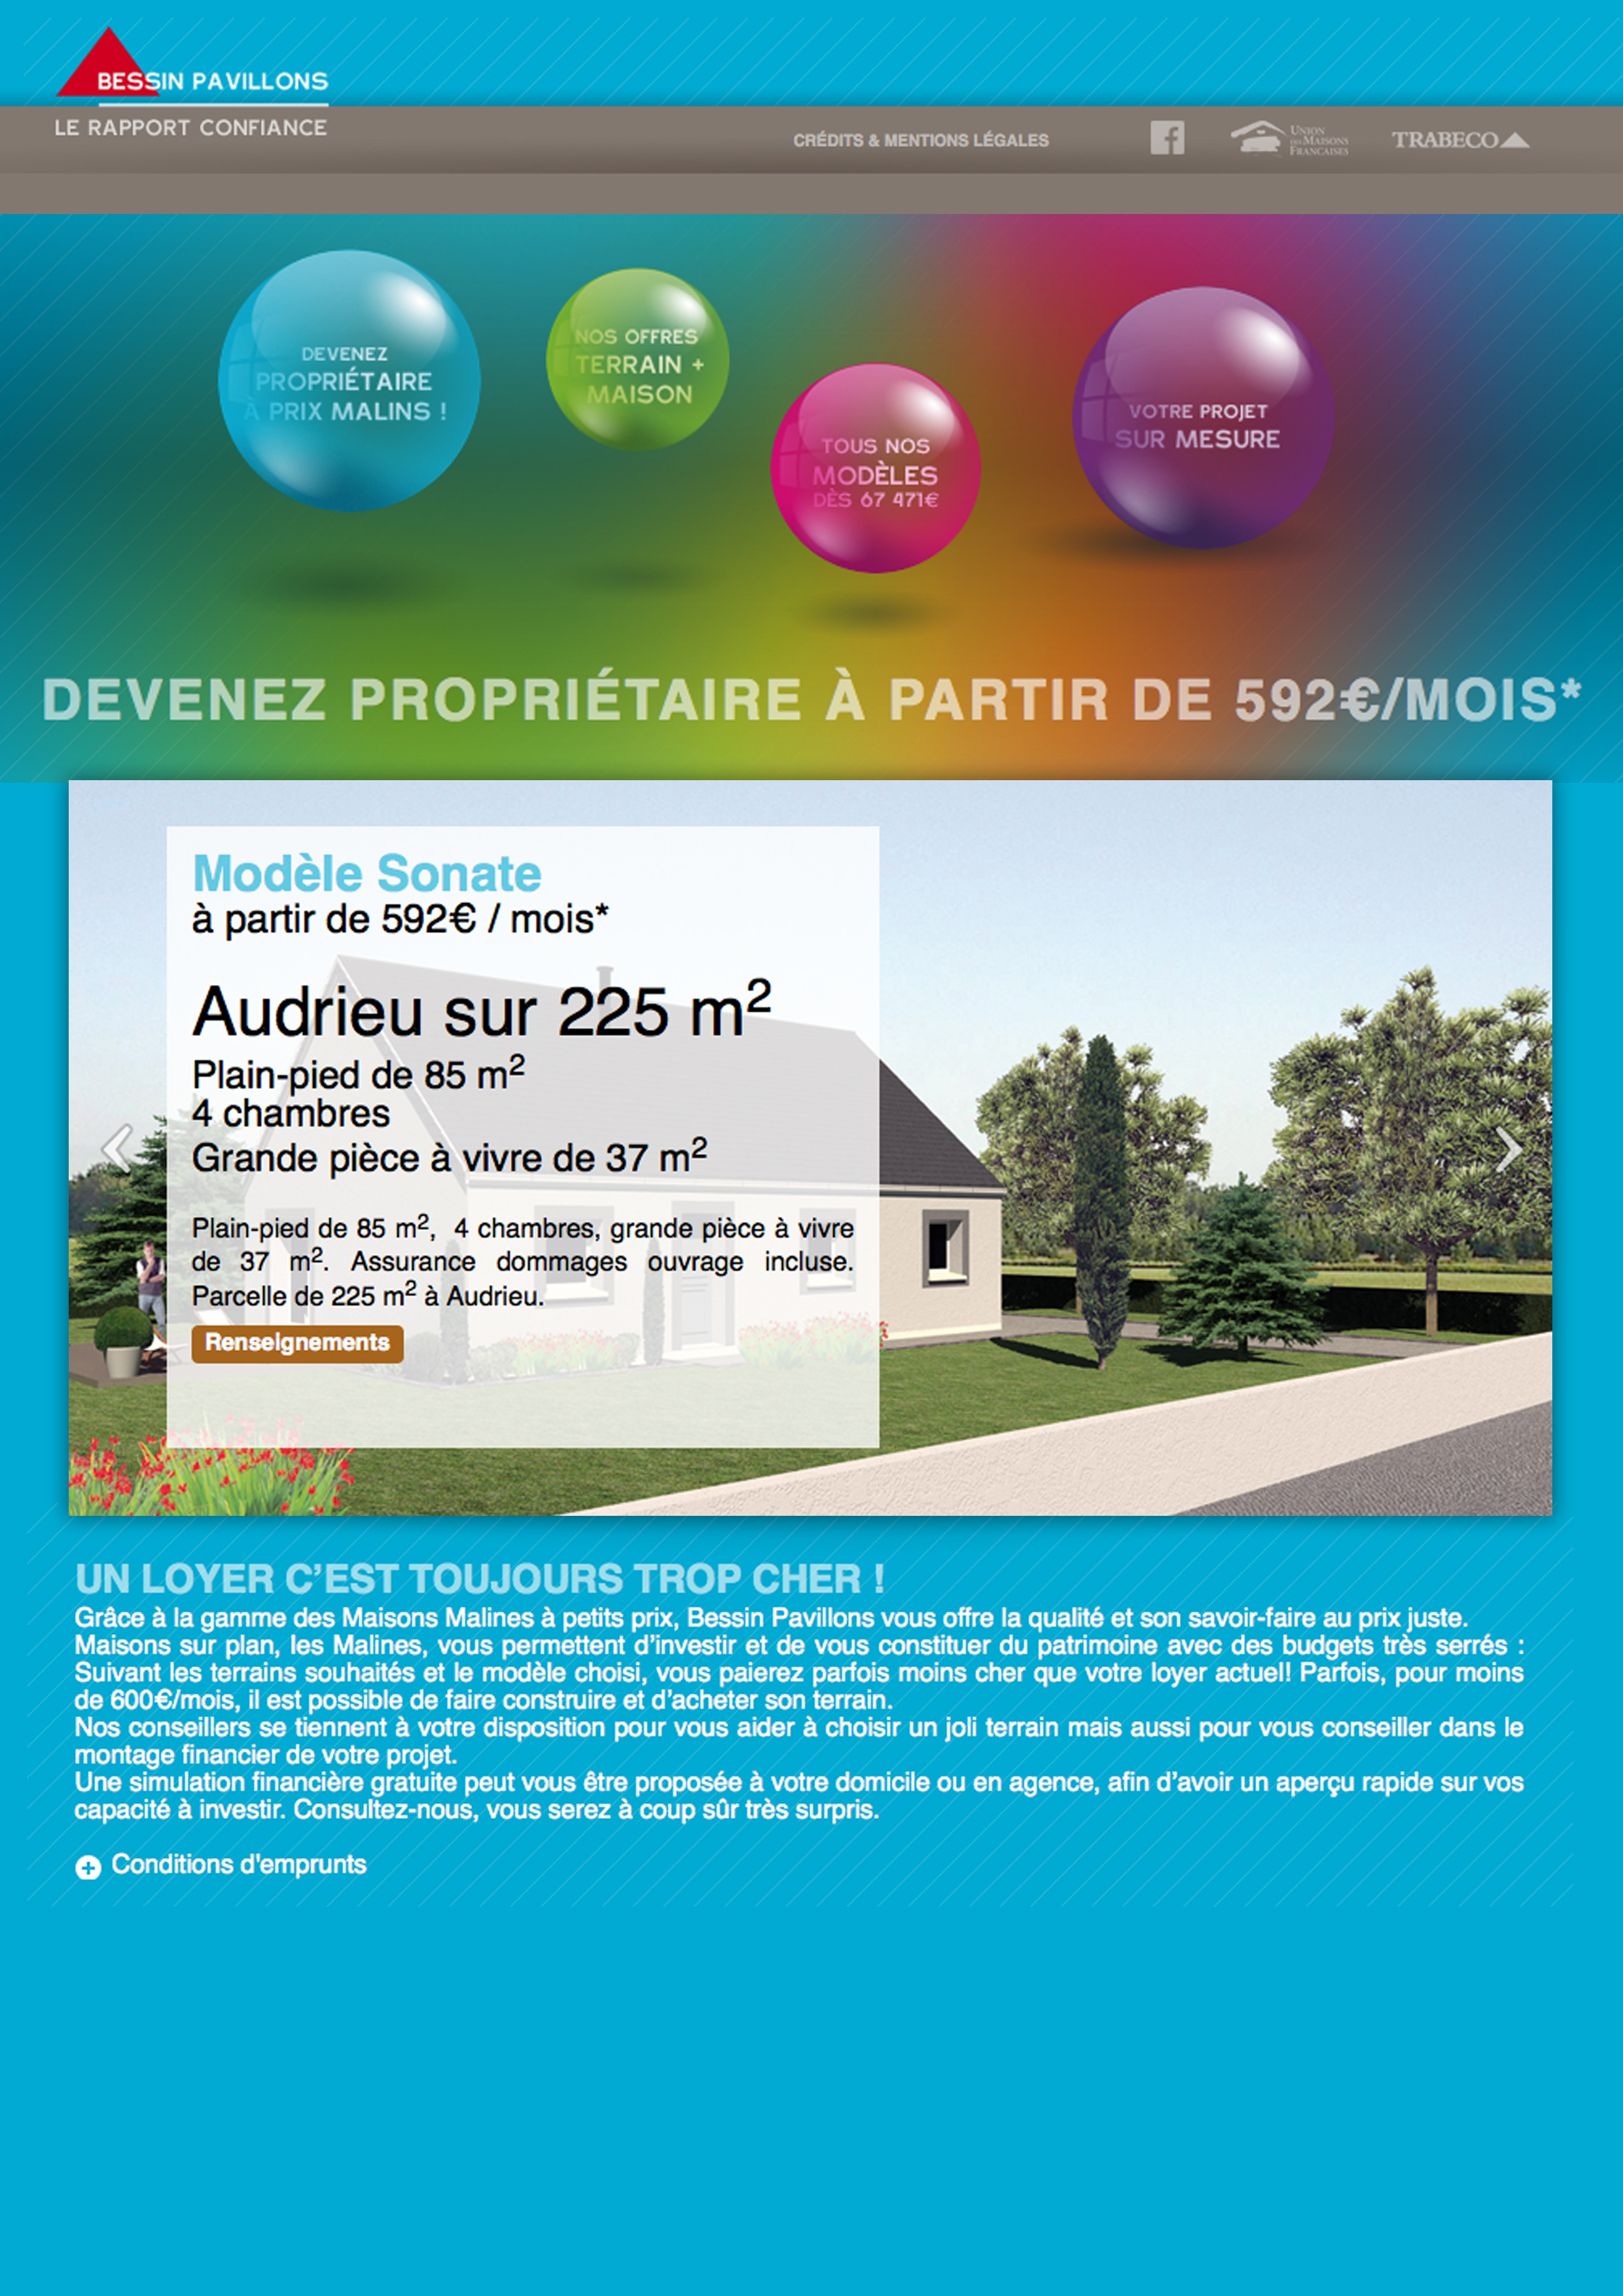 BESSIN PAVILLONS
LE RAPPORT CONFIANCE
CRÉDITS & MENTIONS LÉGALES
UNION
DES MAISONS
FRANÇAISES
TRABECO
DEVENEZ
PROPRIÉTAIRE
À PRIX MALINS !
NOS OFFRES
TERRAIN +
MAISON
TOUS NOS
MODÈLES
DÈS 67 471€
VOTRE PROJET
SUR MESURE
DEVENEZ PROPRIÉTAIRE À PARTIR DE 592€/MOIS*
Modèle Sonate
à partir de 592€ / mois*
Audrieu sur 225 m²
Plain-pied de 85 m²
4 chambres
Grande pièce à vivre de 37 m²
Plain-pied de 85 m², 4 chambres, grande pièce à vivre
de 37 m². Assurance dommages ouvrage incluse.
Parcelle de 225 m² à Audrieu.
Renseignements
UN LOYER C’EST TOUJOURS TROP CHER !
Grâce à la gamme des Maisons Malines à petits prix, Bessin Pavillons vous offre la qualité et son savoir-faire au prix juste.
Maisons sur plan, les Malines, vous permettent d’investir et de vous constituer du patrimoine avec des budgets très serrés :
Suivant les terrains souhaités et le modèle choisi, vous paierez parfois moins cher que votre loyer actuel! Parfois, pour moins
de 600€/mois, il est possible de faire construire et d’acheter son terrain.
Nos conseillers se tiennent à votre disposition pour vous aider à choisir un joli terrain mais aussi pour vous conseiller dans le
montage financier de votre projet.
Une simulation financière gratuite peut vous être proposée à votre domicile ou en agence, afin d’avoir un aperçu rapide sur vos
capacité à investir. Consultez-nous, vous serez à coup sûr très surpris.
Conditions d'emprunts